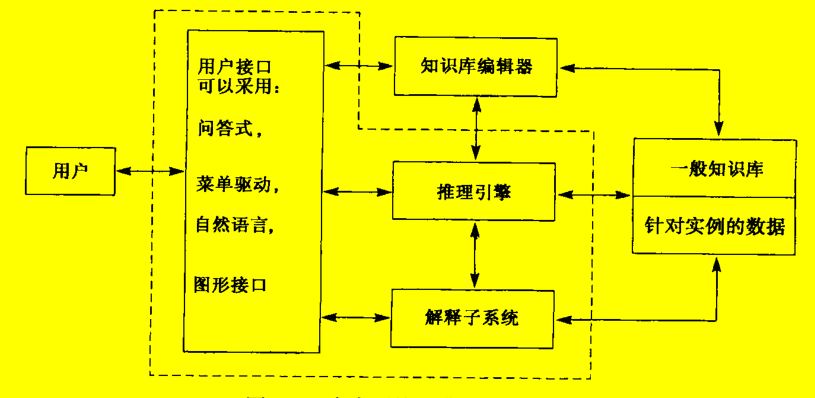 用户
用户接口
可以采用：
问答式，
菜单驱动，
自然语言，
图形接口
知识库编辑器
推理引擎
解释子系统
一般知识库
针对实例的数据